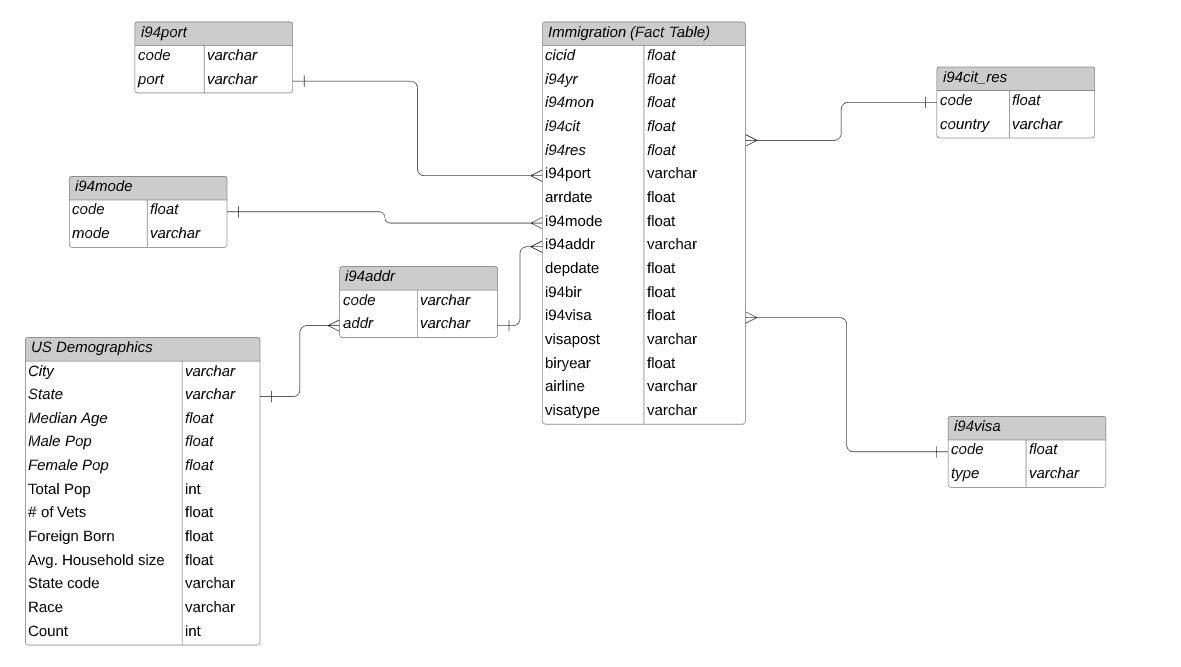 i94port
code varchar
port varchar
Immigration (Fact Table)
cicid float
i94yr float
i94mon float
i94cit float
i94res float
i94port varchar
arrdate float
i94mode float
i94addr varchar
depdate float
i94bir float
i94visa float
visapost varchar
biryear float
airline varchar
visatype varchar
i94cit_res
code float
country varchar
i94mode
code float
mode varchar
i94addr
code varchar
addr varchar
US Demographics
City varchar
State varchar
Median Age float
Male Pop float
Female Pop float
Total Pop int
# of Vets float
Foreign Born float
Avg. Household size float
State code varchar
Race varchar
Count int
i94visa
code float
type varchar